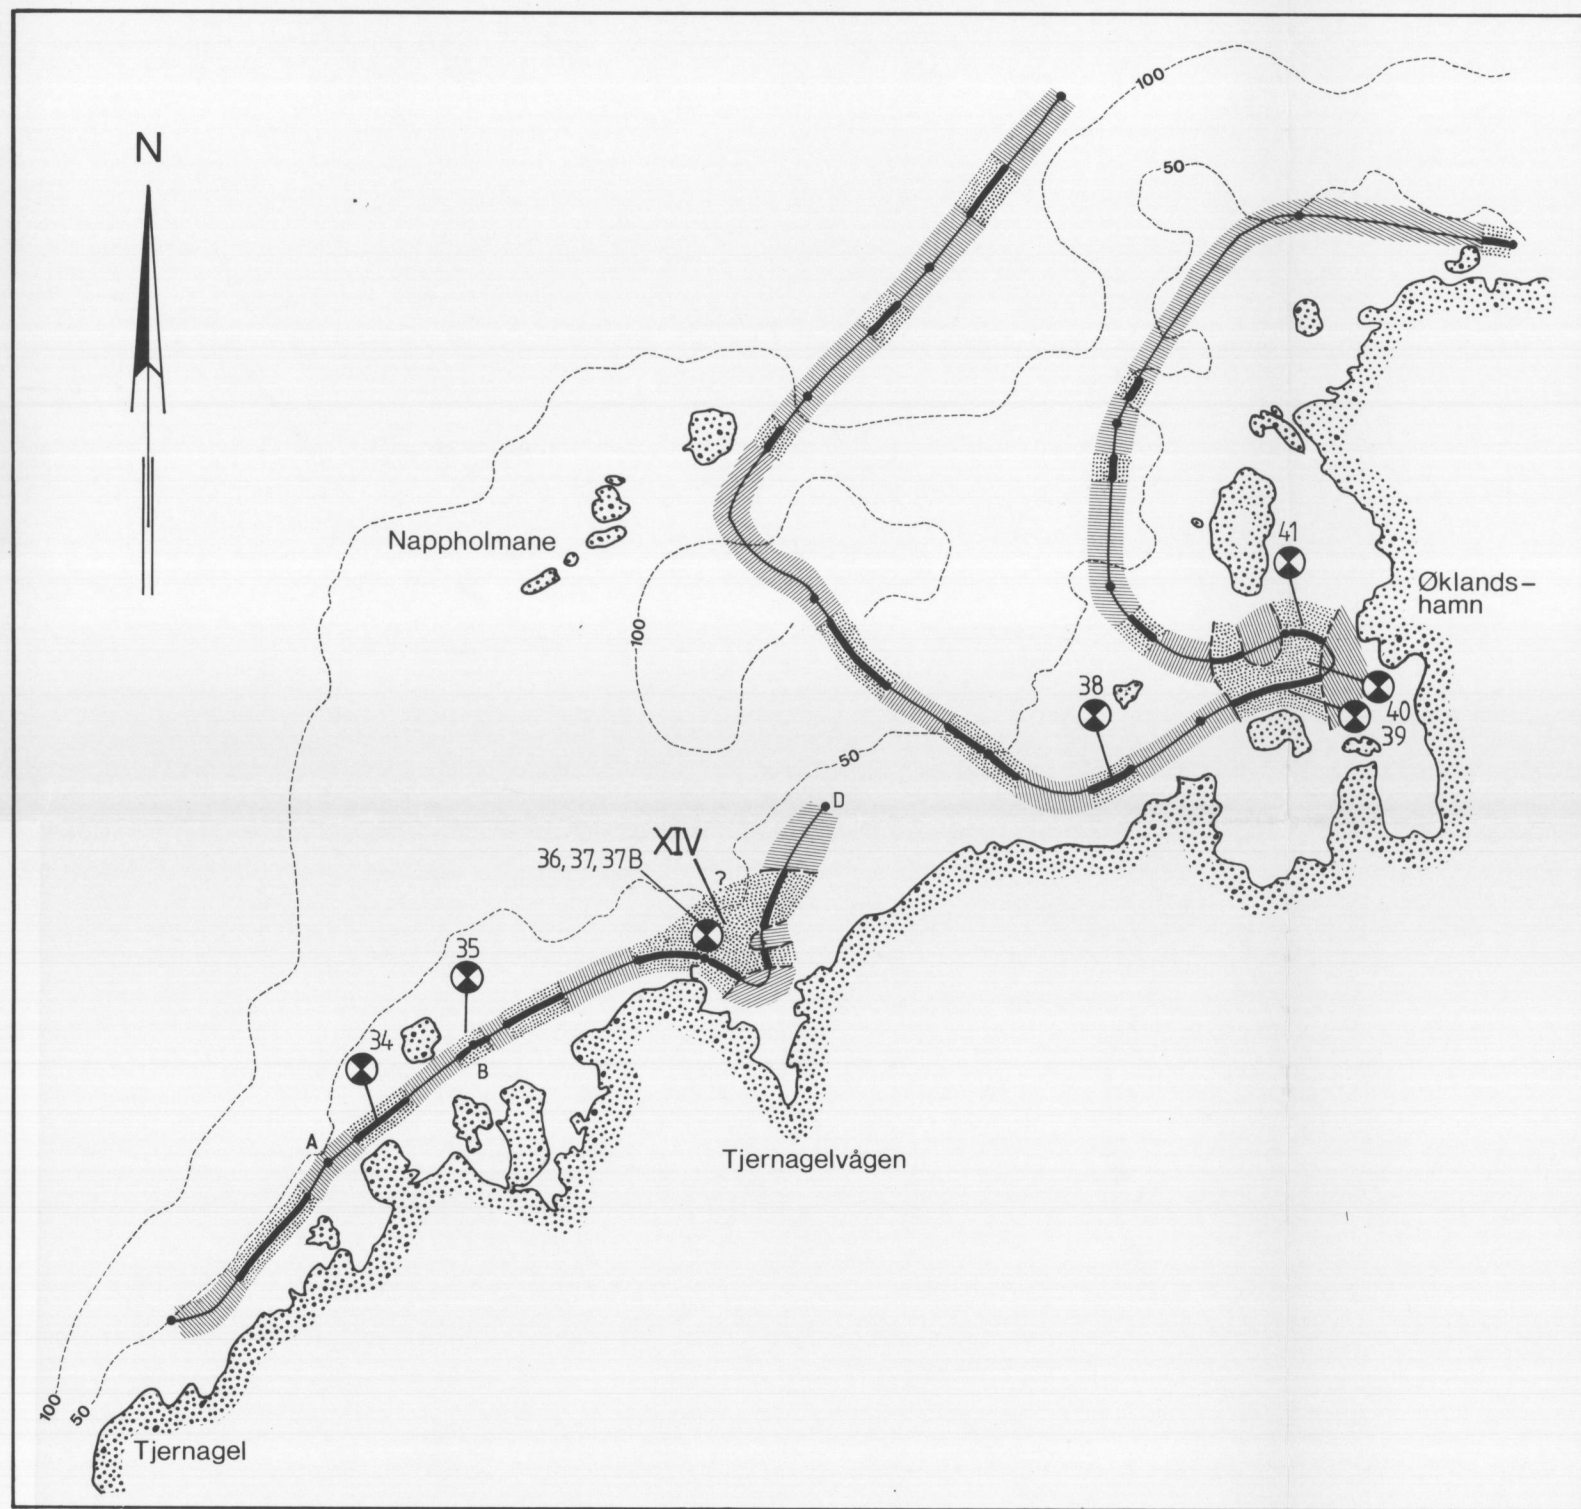 N
100
50
Nappholmane
41
Øklands-
hamn
100
38
40
39
50
D
XIV
36, 37, 37B
?
35
34
B
A
Tjernagelvågen
100
50
Tjernagel